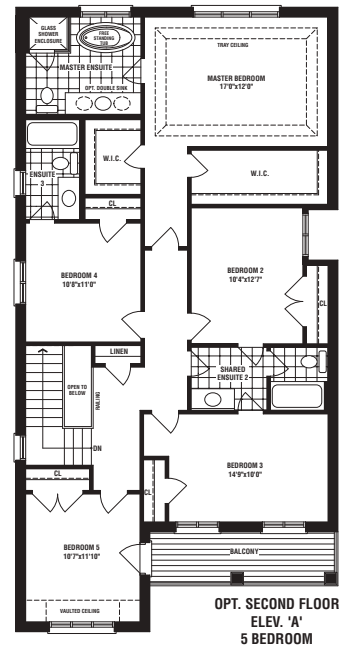 GLASS
SHOWER
ENCLOSURE
FREE
STANDING
TUB
MASTER ENSUITE
OPT. DOUBLE SINK
TRAY CEILING
MASTER BEDROOM
17'0"x12'0"
W.I.C.
W.I.C.
ENSUITE
3
CL
BEDROOM 4
10'8"x11'0"
BEDROOM 2
10'4"x12'7"
CL
LINEN
OPEN TO
BELOW
RAILING
SHARED
ENSUITE 2
DN
CL
BEDROOM 3
14'9"x10'0"
CL
BEDROOM 5
10'7"x11'10"
BALCONY
VAULTED CEILING
OPT. SECOND FLOOR
ELEV. 'A'
5 BEDROOM